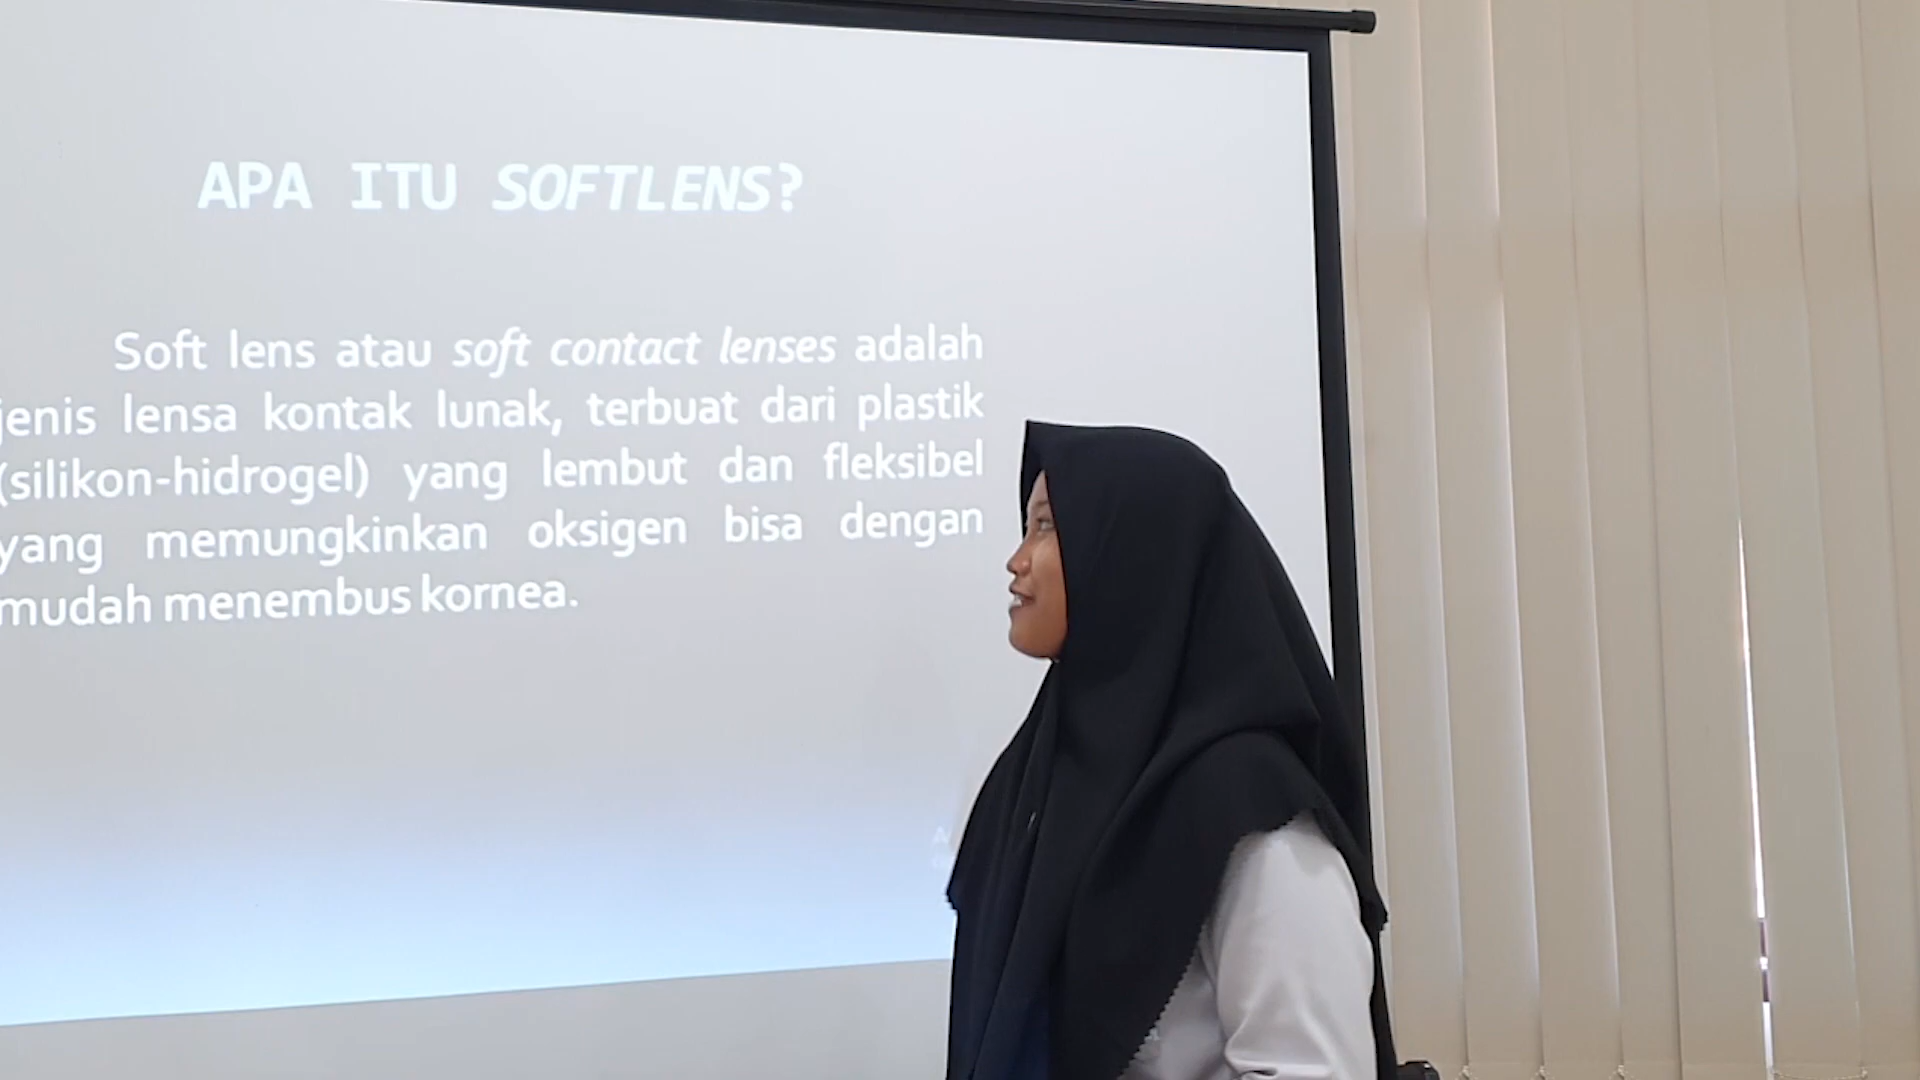 APA ITU SOFTLENS?
Soft lens atau soft contact lenses adalah
jenis lensa kontak lunak, terbuat dari plastik
(silikon-hidrogel) yang lembut dan fleksibel
yang memungkinkan oksigen bisa dengan
mudah menembus kornea.